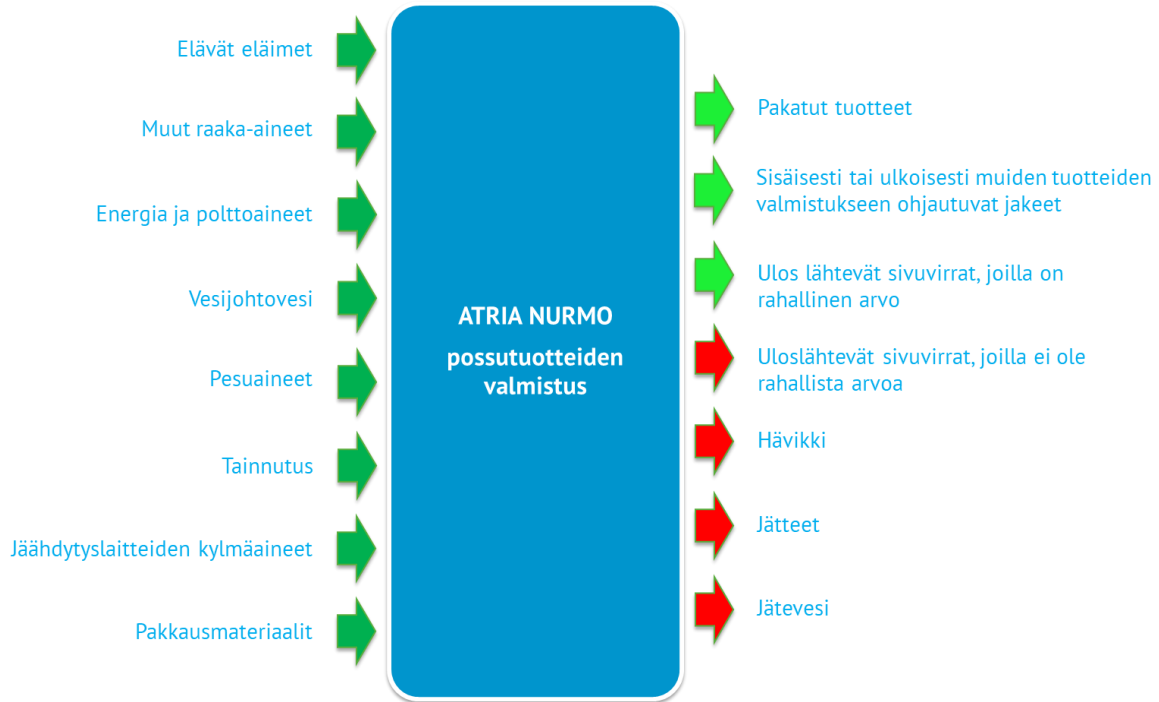 Elävät eläimet
Muut raaka-aineet
Energia ja polttoaineet
Vesijohtovesi
Pesuaineet
Tainnutus
Jäähdytyslaitteiden kylmäaineet
Pakkausmateriaalit
ATRIA NURMO
possutuotteiden
valmistus
Pakatut tuotteet
Sisäisesti tai ulkoisesti muiden tuotteiden
valmistukseen ohjautuvat jakeet
Ulos lähtevät sivuvirrat, joilla on
rahallinen arvo
Uloslähtevät sivuvirrat, joilla ei ole
rahallista arvoa
Hävikki
Jätteet
Jätevesi